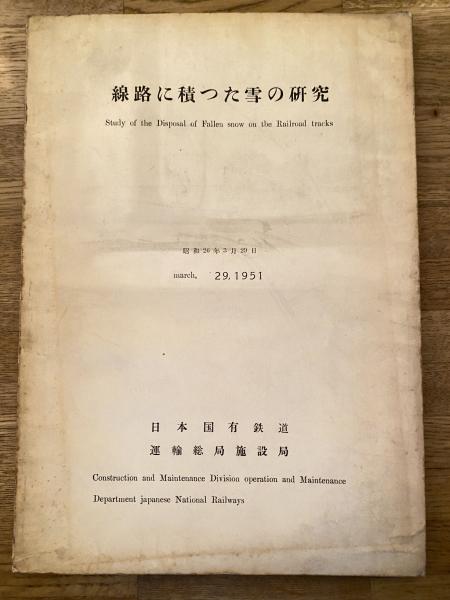 線路に積つた雪の研究
Study of the Disposal of Fallen snow on the Railroad tracks
昭和26年3月29日
march, 29,1951
日本国有鉄道
運輸総局施設局
Construction and Maintenance Division operation and Maintenance
Department japanese National Railways